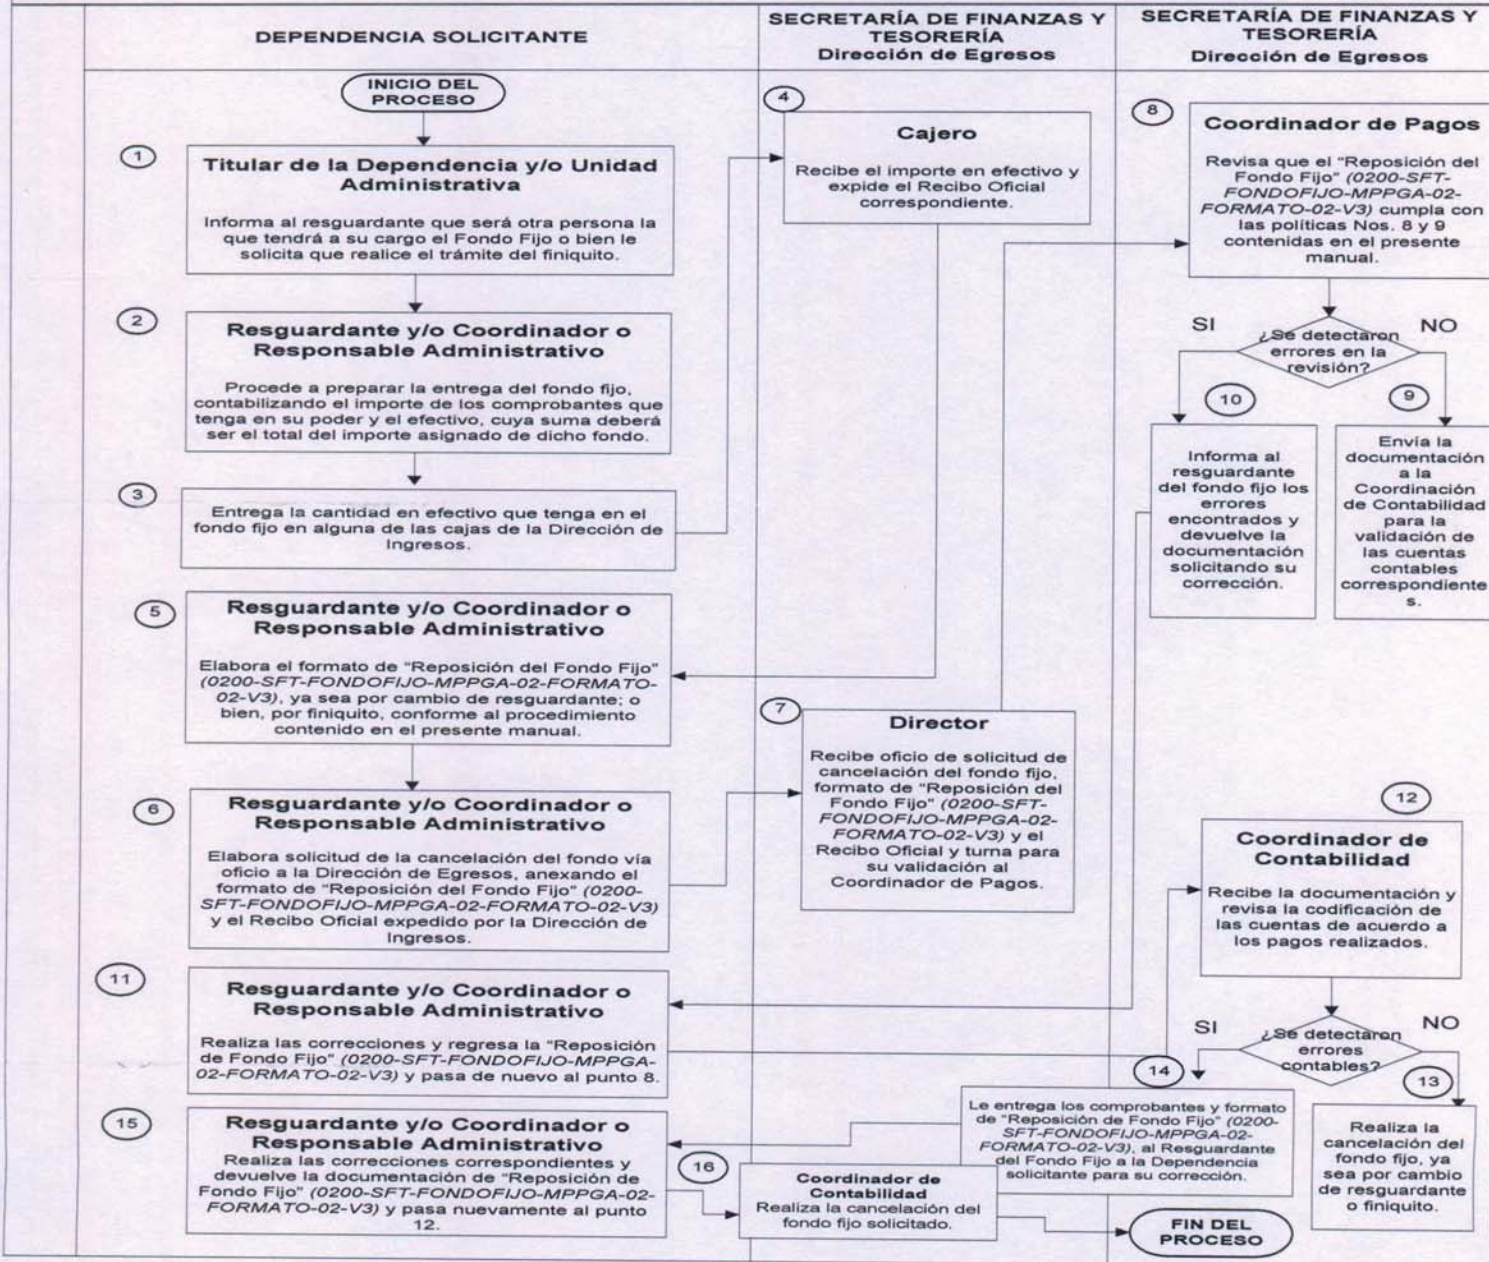 DEPENDENCIA SOLICITANTE
SECRETARÍA DE FINANZAS Y
TESORERÍA
Dirección de Egresos
SECRETARÍA DE FINANZAS Y
TESORERÍA
Dirección de Egresos
INICIO DEL
PROCESO
1
Titular de la Dependencia y/o Unidad
Administrativa
Informa al resguardante que será otra persona la
que tendrá a su cargo el Fondo Fijo o bien le
solicita que realice el trámite del finiquito.
2
Resguardante y/o Coordinador o
Responsable Administrativo
Procede a preparar la entrega del fondo fijo,
contabilizando el importe de los comprobantes que
tenga en su poder y el efectivo, cuya suma deberá
ser el total del importe asignado de dicho fondo.
3
Entrega la cantidad en efectivo que tenga en el
fondo fijo en alguna de las cajas de la Dirección de
Ingresos.
4
Cajero
Recibe el importe en efectivo y
expide el Recibo Oficial
correspondiente.
5
Resguardante y/o Coordinador o
Responsable Administrativo
Elabora el formato de "Reposición del Fondo Fijo"
(0200-SFT-FONDOFIJO-MPPGA-02-FORMATO-
02-V3), ya sea por cambio de resguardante; o
bien, por finiquito, conforme al procedimiento
contenido en el presente manual.
6
Resguardante y/o Coordinador o
Responsable Administrativo
Elabora solicitud de la cancelación del fondo vía
oficio a la Dirección de Egresos, anexando el
formato de "Reposición del Fondo Fijo" (0200-
SFT-FONDOFIJO-MPPGA-02-FORMATO-02-V3)
y el Recibo Oficial expedido por la Dirección de
Ingresos.
7
Director
Recibe oficio de solicitud de
cancelación del fondo fijo,
formato de "Reposición del
Fondo Fijo" (0200-SFT-
FONDOFIJO-MPPGA-02-
FORMATO-02-V3) y el
Recibo Oficial y turna para
su validación al
Coordinador de Pagos.
8
Coordinador de Pagos
Revisa que el "Reposición del
Fondo Fijo" (0200-SFT-
FONDOFIJO-MPPGA-02-
FORMATO-02-V3) cumpla con
las políticas Nos. 8 y 9
contenidas en el presente
manual.
SI
¿Se detectaron
errores en la
revisión?
NO
10
Informa al
resguardante
del fondo fijo los
errores
encontrados y
devuelve la
documentación
solicitando su
corrección.
9
Envía la
documentación
a la
Coordinación
de Contabilidad
para la
validación de
las cuentas
contables
correspondiente
s.
11
Resguardante y/o Coordinador o
Responsable Administrativo
Realiza las correcciones y regresa la "Reposición
de Fondo Fijo" (0200-SFT-FONDOFIJO-MPPGA-
02-FORMATO-02-V3) y pasa de nuevo al punto 8.
12
Coordinador de
Contabilidad
Recibe la documentación y
revisa la codificación de
las cuentas de acuerdo a
los pagos realizados.
SI
¿Se detectaron
errores
contables?
NO
14
Le entrega los comprobantes y formato
de "Reposición de Fondo Fijo" (0200-
SFT-FONDOFIJO-MPPGA-02-
FORMATO-02-V3), al Resguardante
del Fondo Fijo a la Dependencia
solicitante para su corrección.
13
Realiza la
cancelación del
fondo fijo, ya
sea por cambio
de resguardante
o finiquito.
15
Resguardante y/o Coordinador o
Responsable Administrativo
Realiza las correcciones correspondientes y
devuelve la documentación de "Reposición de
Fondo Fijo" (0200-SFT-FONDOFIJO-MPPGA-02-
FORMATO-02-V3) y pasa nuevamente al punto
12.
16
Coordinador de
Contabilidad
Realiza la cancelación del
fondo fijo solicitado.
FIN DEL
PROCESO